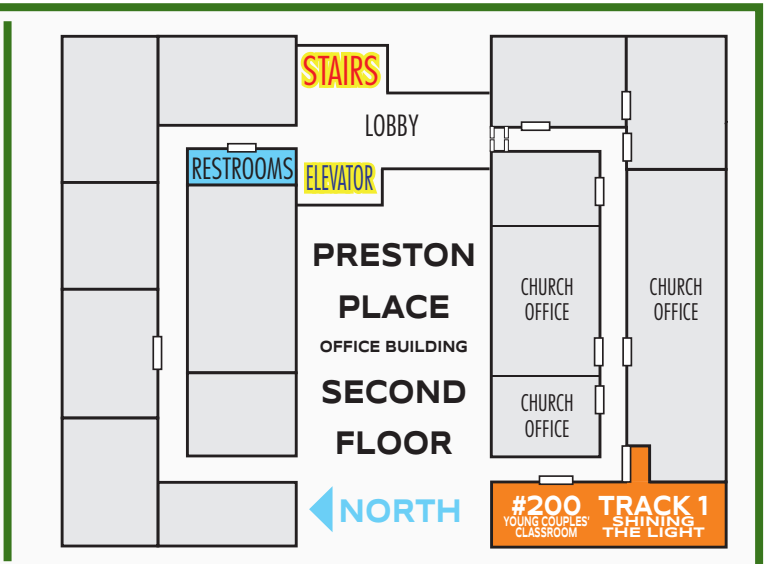 STAIRS
LOBBY
RESTROOMS
ELEVATOR
PRESTON
PLACE
OFFICE BUILDING
SECOND
FLOOR
CHURCH
OFFICE
CHURCH
OFFICE
CHURCH
OFFICE
NORTH
#200
YOUNG COUPLES'
CLASSROOM
TRACK 1
SHINING
THE LIGHT